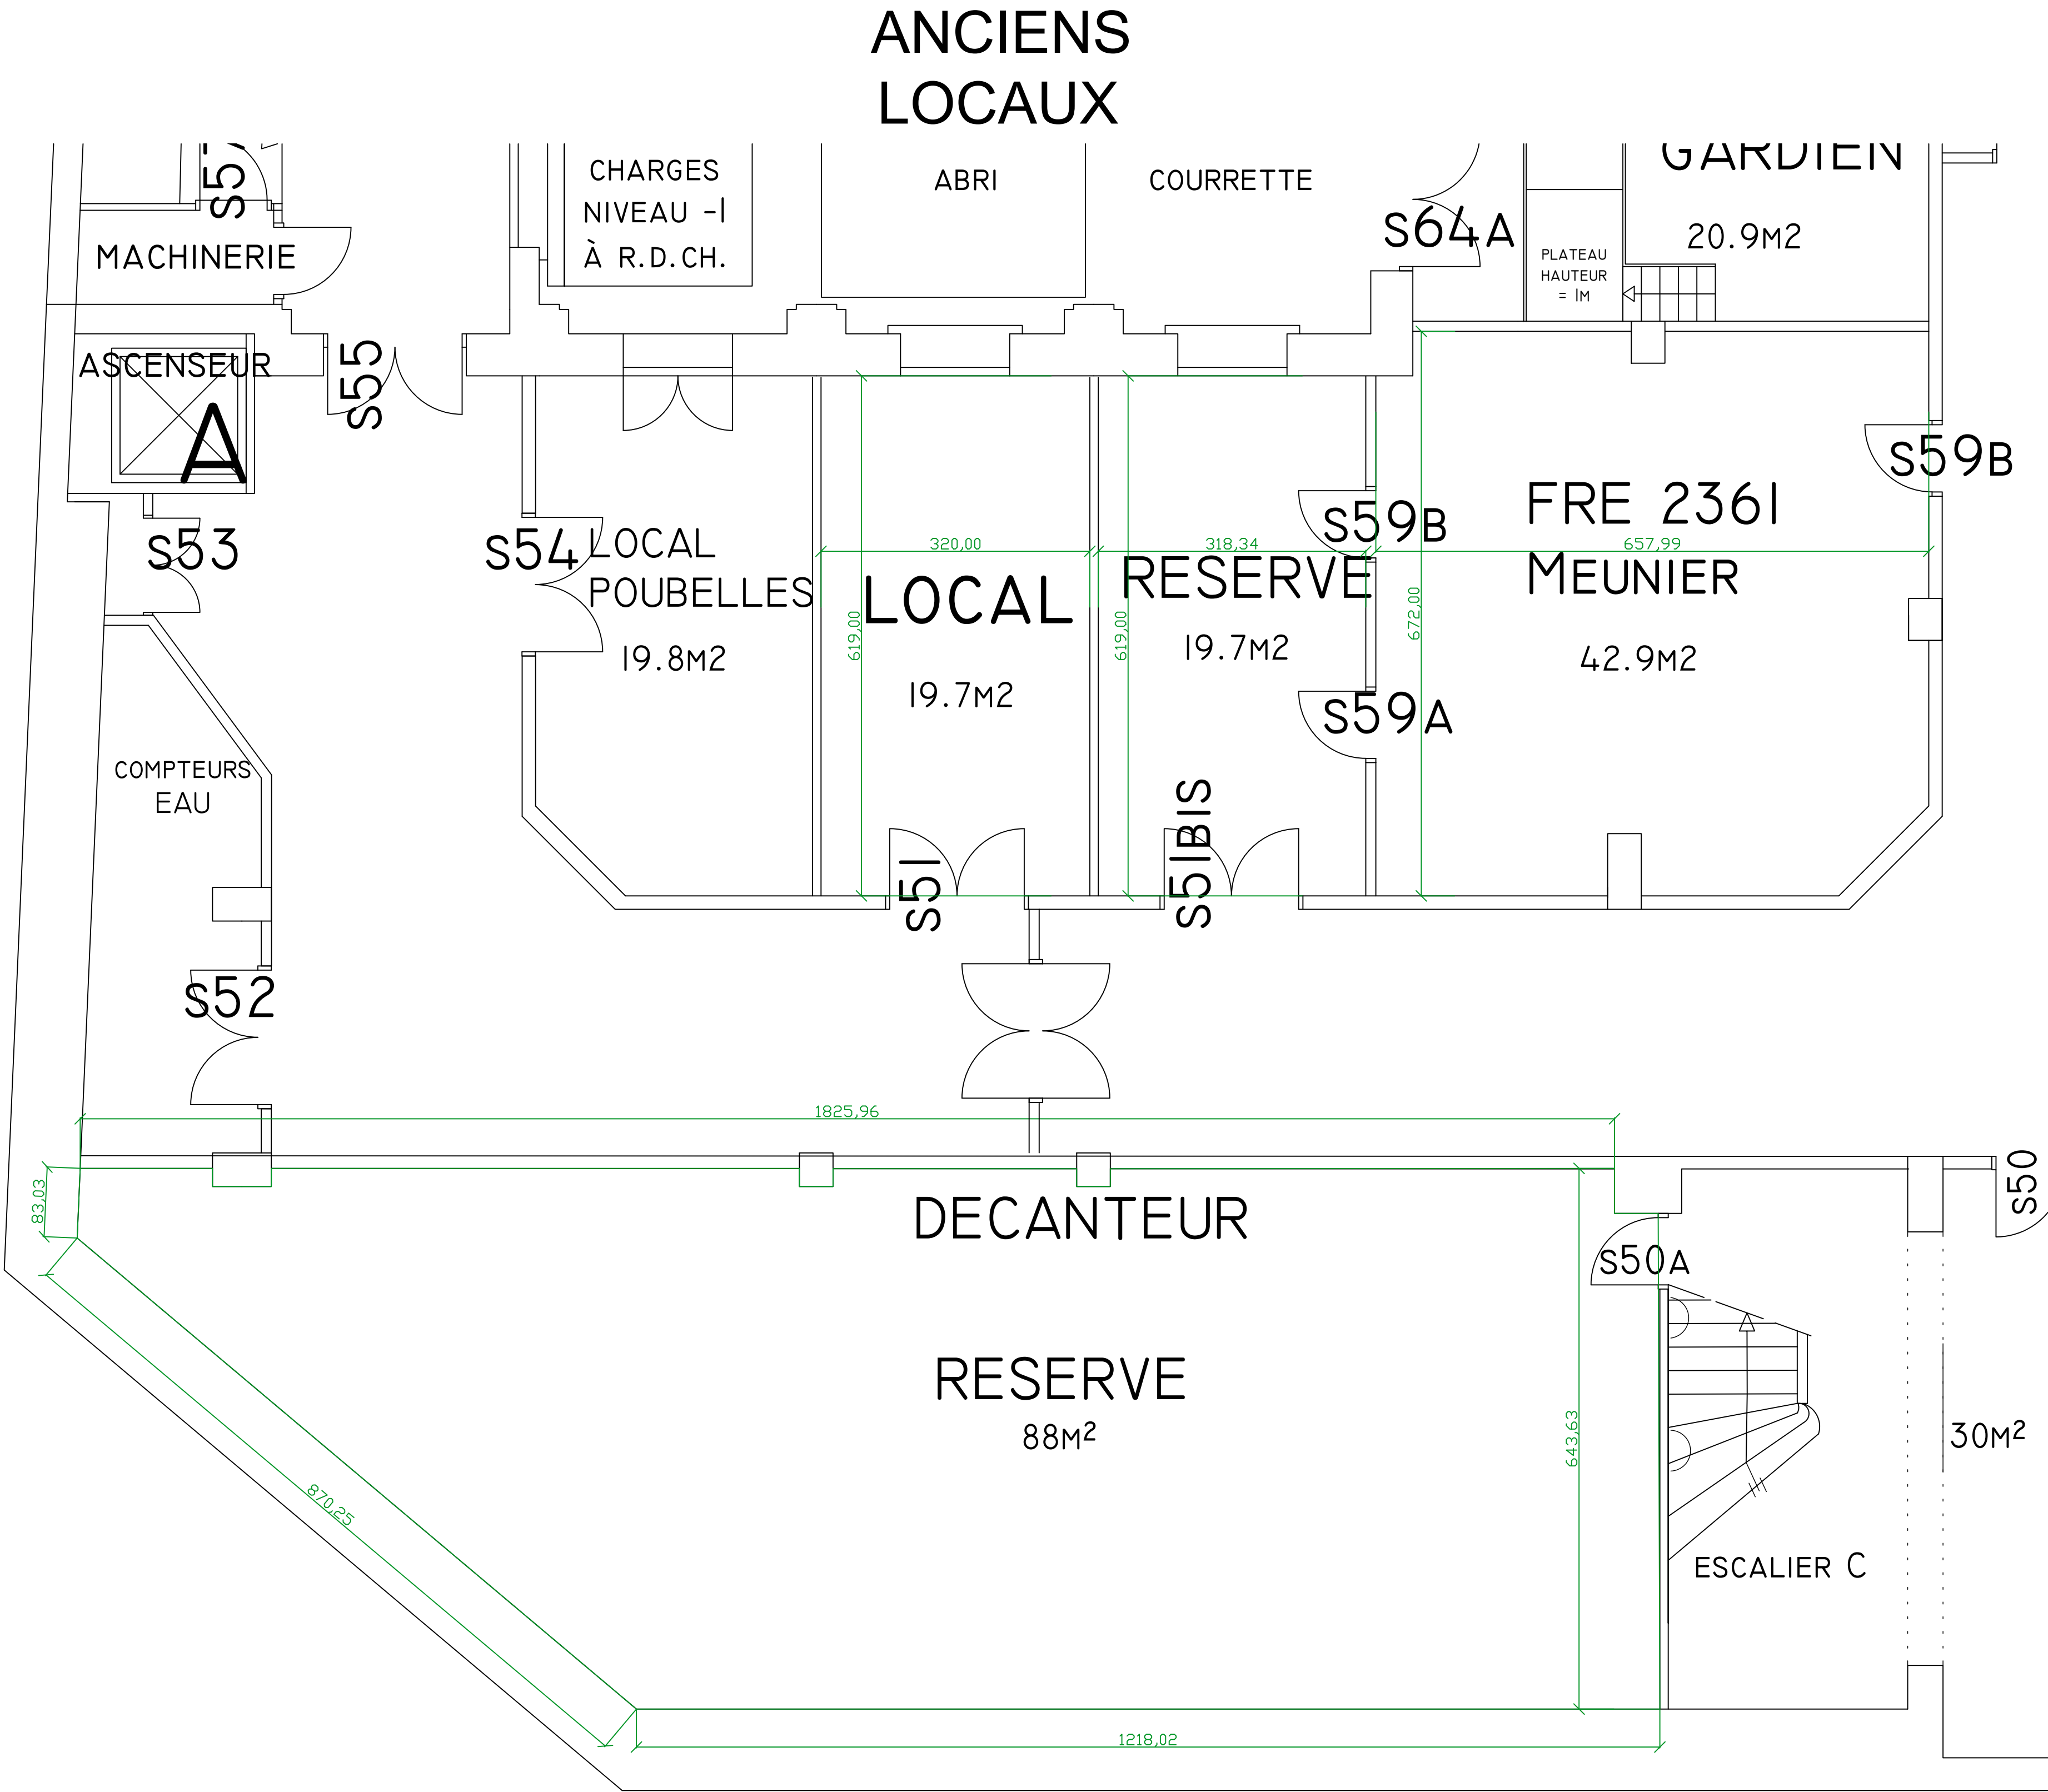 ANCIENS
LOCAUX
CHARGES
NIVEAU -1
À R.D.CH.
ABRI
COURRETTE
GARDIEN
20.9M2
S64A
PLATEAU
HAUTEUR
= 1M
MACHINERIE
ASCENSEUR
A
S55
S53
S54
LOCAL
POUBELLES
19.8M2
320,00
619,00
LOCAL
19.7M2
318,34
619,00
RESERVE
19.7M2
S59B
S59A
672,00
FRE 2361
657,99
MEUNIER
42.9M2
S59B
COMPTEURS
EAU
S51
S51BIS
S52
1825,96
83,03
DECANTEUR
S50
S50A
RESERVE
88M²
643,63
30M²
870,25
ESCALIER C
1218,02